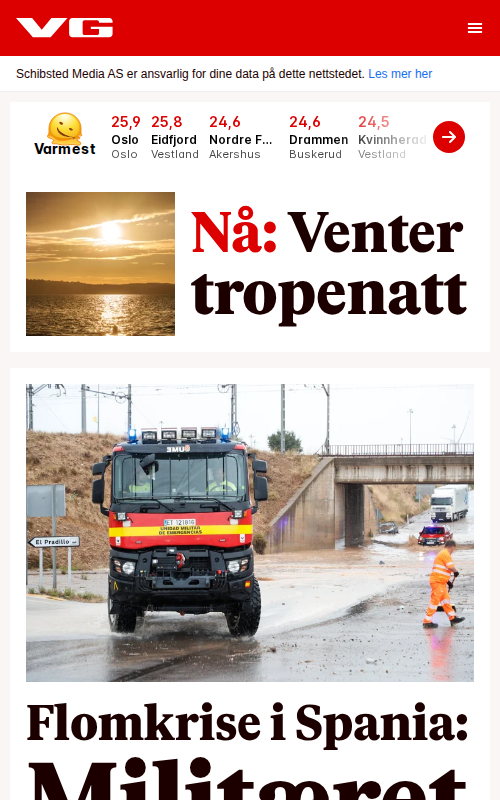 VG
Schibsted Media AS er ansvarlig for dine data på dette nettstedet. Les mer her
Varmest
25,9
Oslo
Oslo
25,8
Eidfjord
Vestland
24,6
Nordre F...
Akershus
24,6
Drammen
Buskerud
24,5
Kvinnherad
Vestland
Nå: Venter
tropenatt
UME
ET 121816
UNIDAD MILITAR
DE EMERGENCIAS
El Pradillo
Flomkrise i Spania:
Militæret